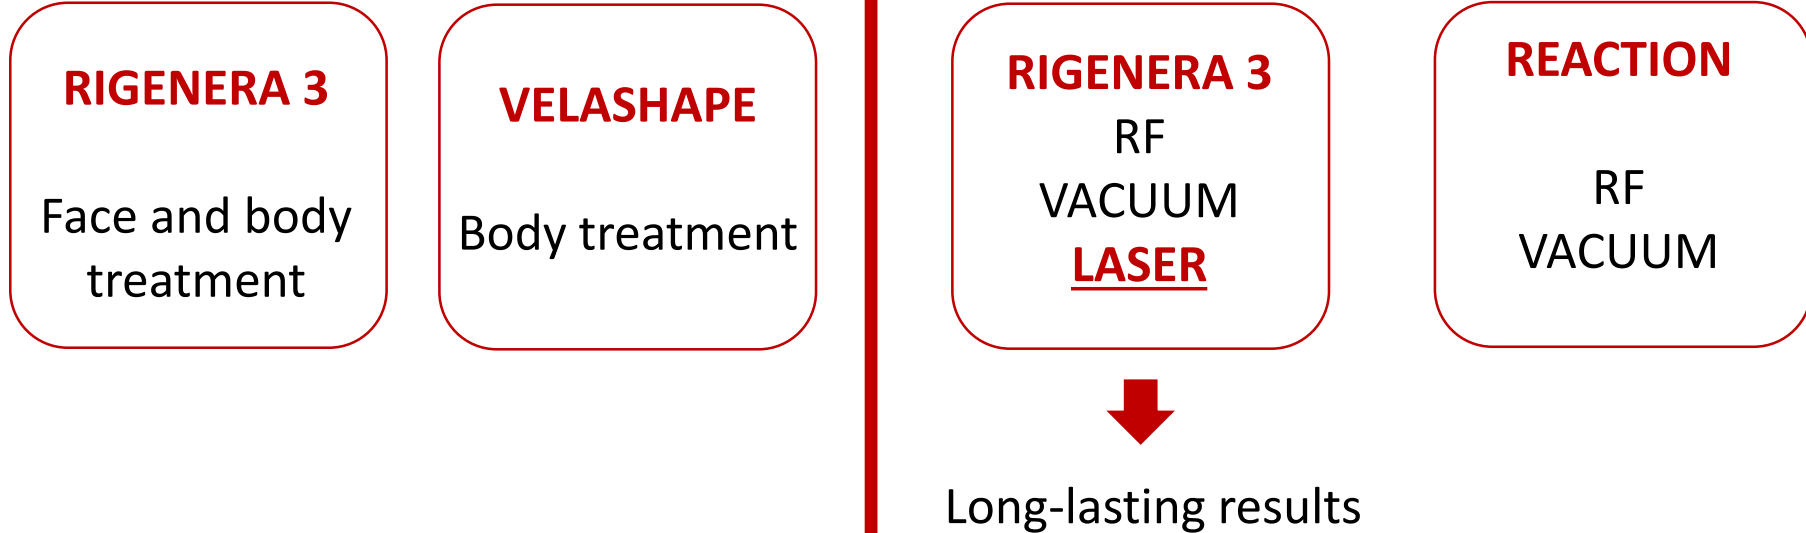 RIGENERA 3
Face and body
treatment
VELASHAPE
Body treatment
RIGENERA 3
RF
VACUUM
LASER
Long-lasting results
REACTION
RF
VACUUM